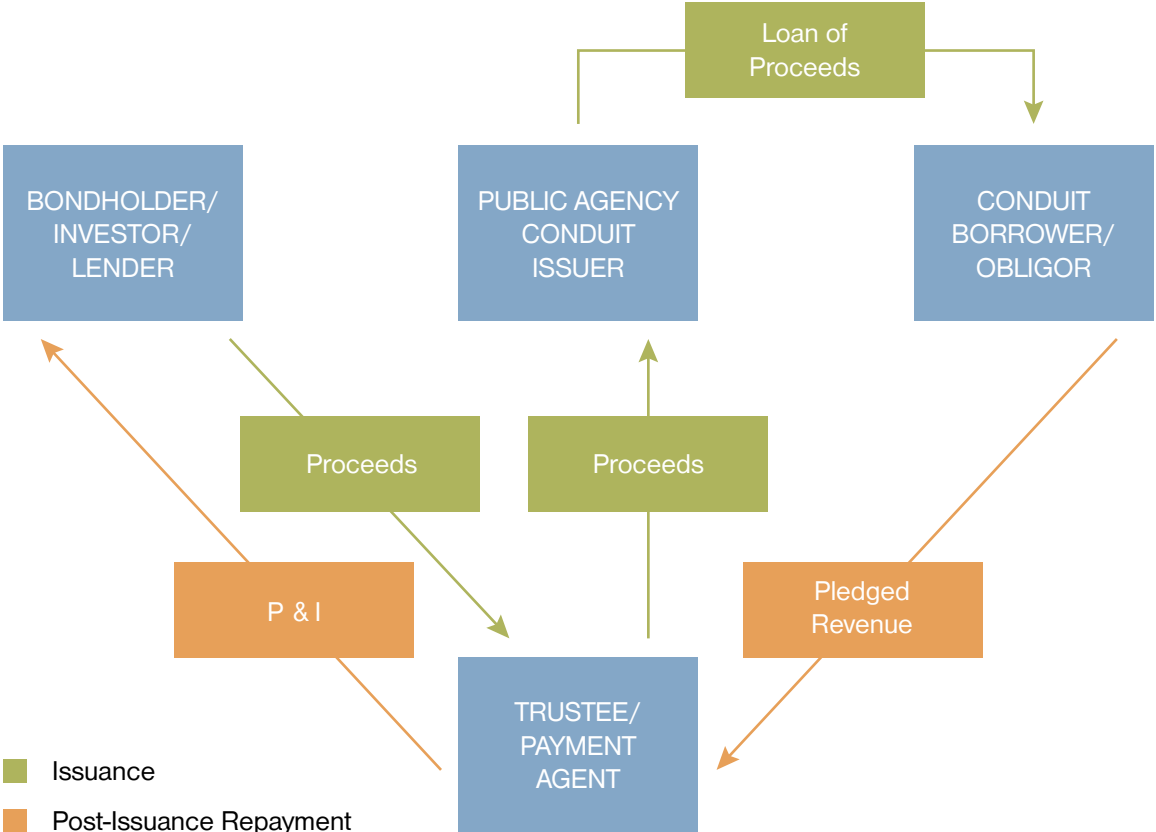 Loan of
Proceeds
BONDHOLDER/
INVESTOR/
LENDER
PUBLIC AGENCY
CONDUIT
ISSUER
CONDUIT
BORROWER/
OBLIGOR
Proceeds
Proceeds
P & I
Pledged
Revenue
TRUSTEE/
PAYMENT
AGENT
Issuance
Post-Issuance Repayment